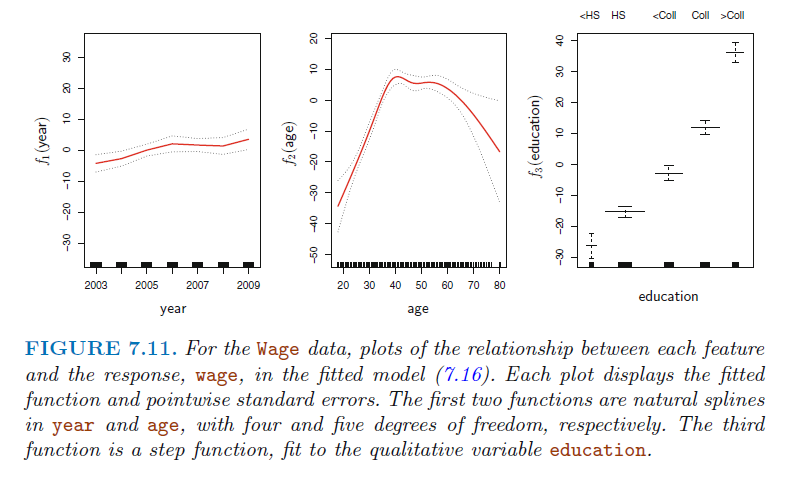 <HS HS <Coll Coll >Coll
f1(year)
-30 -20 -10 0 10 20 30
2003 2005 2007 2009
year
f2(age)
-50 -40 -30 -20 -10 0 10 20
20 30 40 50 60 70 80
age
f3(education)
-30 -20 -10 0 10 20 30 40
education
FIGURE 7.11. For the Wage data, plots of the relationship between each feature
and the response, wage, in the fitted model (7.16). Each plot displays the fitted
function and pointwise standard errors. The first two functions are natural splines
in year and age, with four and five degrees of freedom, respectively. The third
function is a step function, fit to the qualitative variable education.